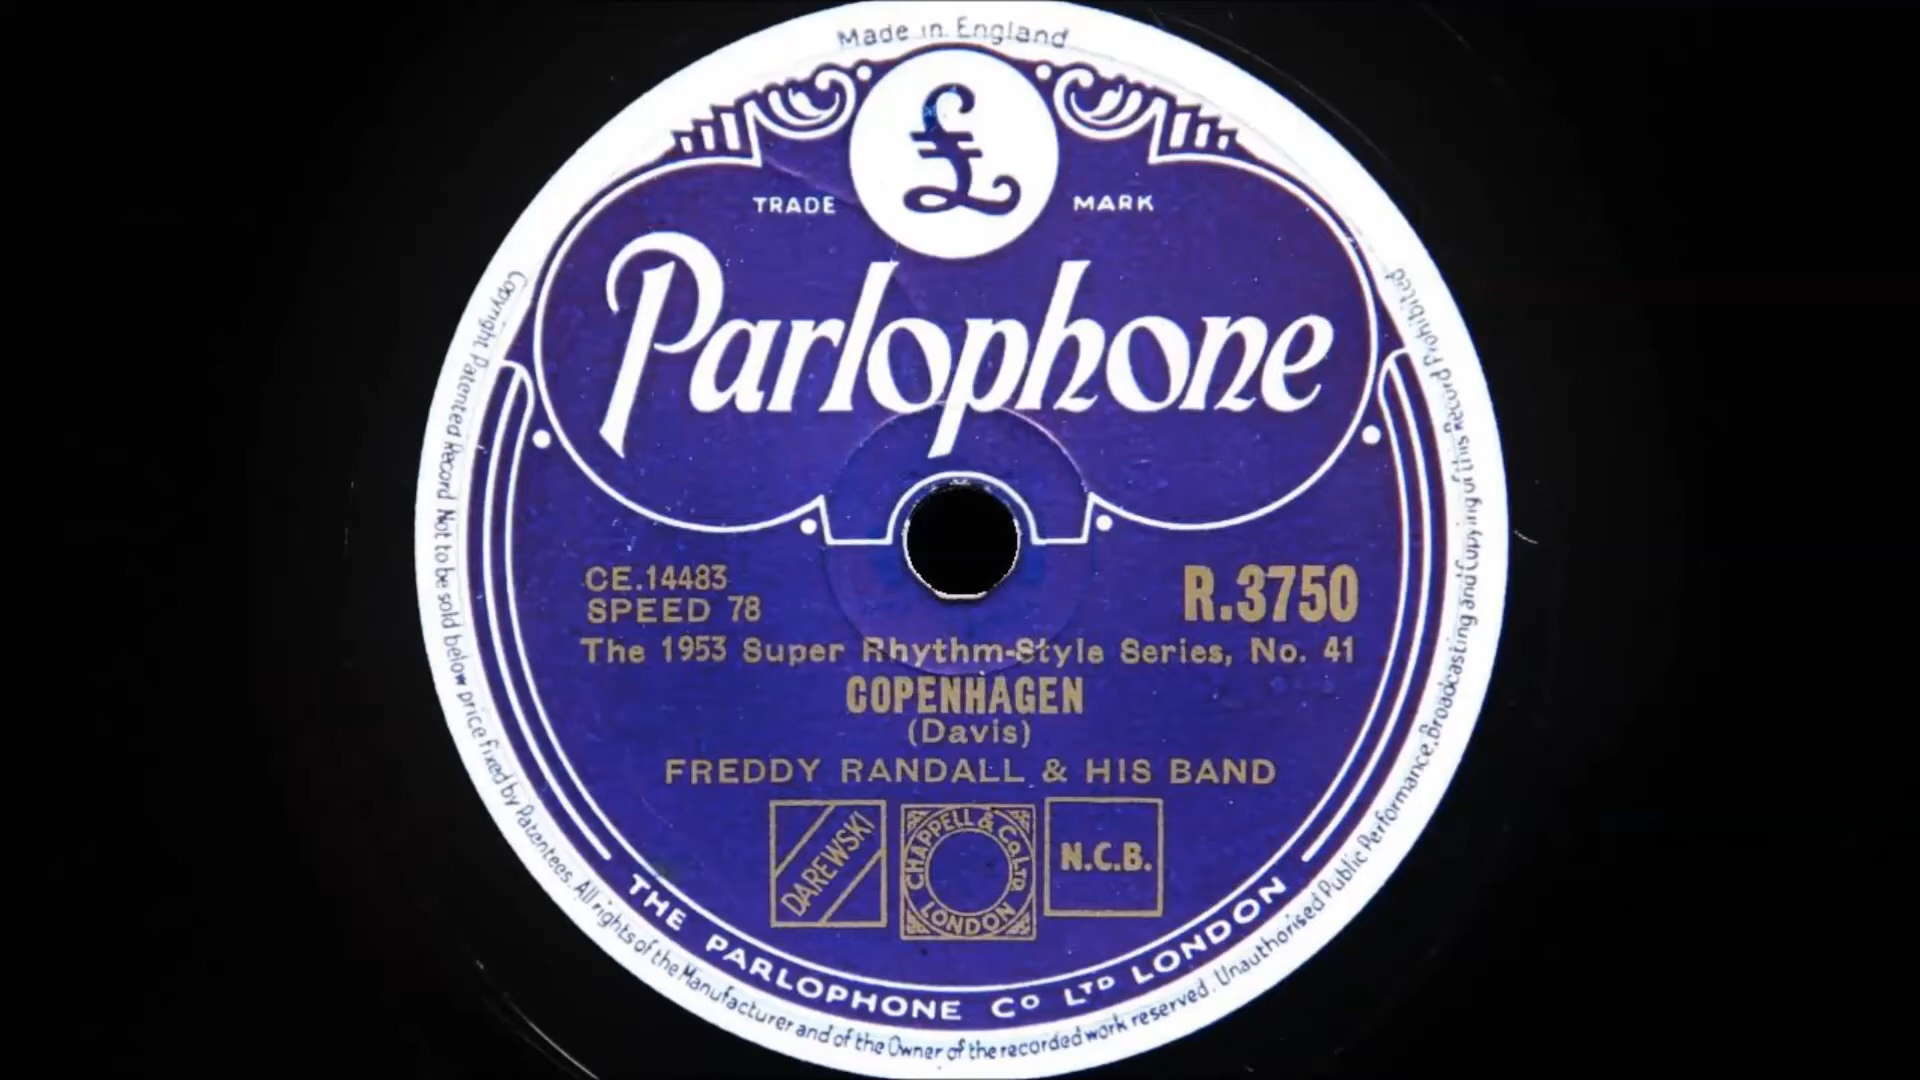 Made in England
£
TRADE MARK
Parlophone
CE.14483
SPEED 78
R.3750
The 1953 Super Rhythm-Style Series, No. 41
COPENHAGEN
(Davis)
FREDDY RANDALL & HIS BAND
DAREWSKI
CHAPPELL & Co. LTD
LONDON
N.C.B.
THE PARLOPHONE Co LTD LONDON
Copyright Patented Record Not to be sold below price fixed by Patentees. All rights of the Manufacturer and of the Owner of the recorded work reserved. Unauthorised Public Performance, Broadcasting and Copying of this Record Prohibited